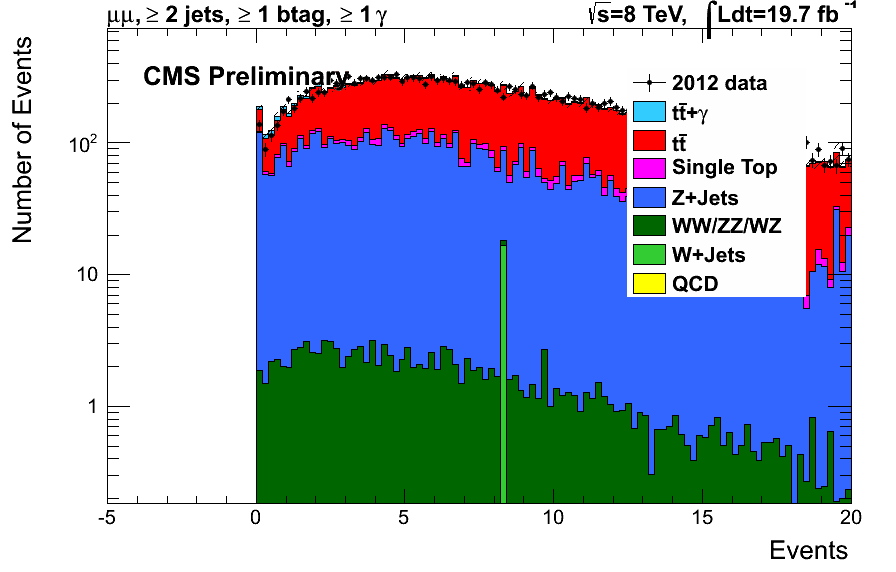 μμ, ≥ 2 jets, ≥ 1 btag, ≥ 1 γ
√s=8 TeV, ∫Ldt=19.7 fb⁻¹
CMS Preliminary
2012 data
tt̄+γ
tt̄
Single Top
Z+Jets
WW/ZZ/WZ
W+Jets
QCD
Number of Events
10²
10
1
-5 0 5 10 15 20
Events